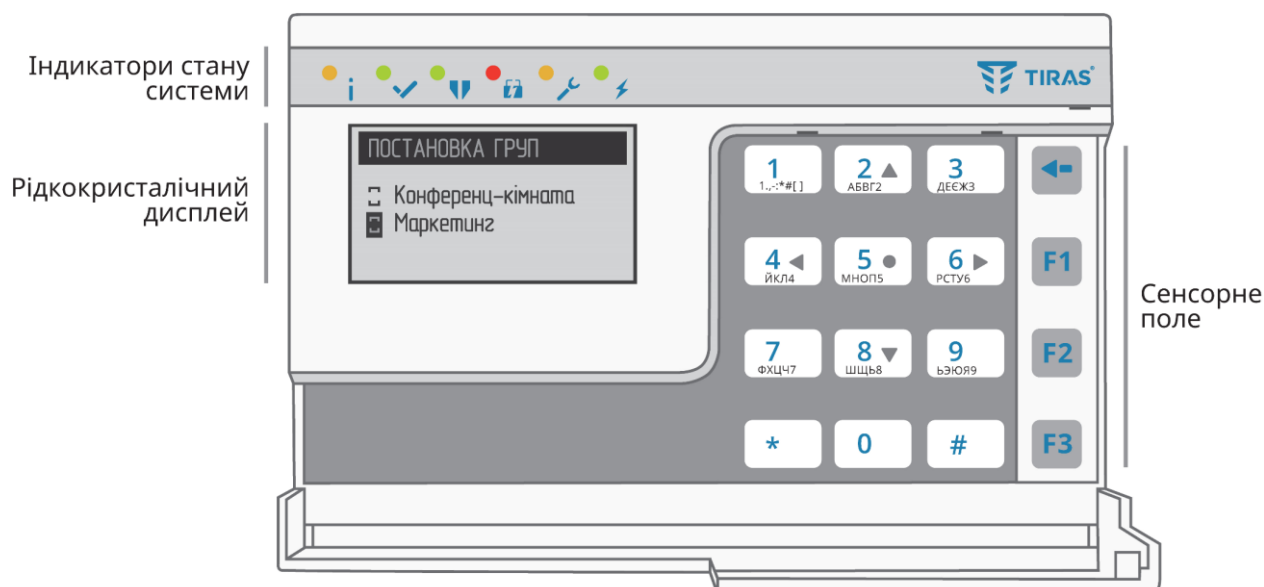 Індикатори стану
системи
i
TIRAS®
Рідкокристалічний
дисплей
ПОСТАНОВКА ГРУП
Конференц-кімната
Маркетинг
1 2 3
1.,-:*#[ ] АБВГ2 ДЕЄЖЗ
4 5 6 F1
ЙКЛ4 МНОП5 РСТУ6
Сенсорне
поле
7 8 9 F2
ФХЦЧ7 ШЩЬ8 ЬЭЮЯ9
* 0 # F3